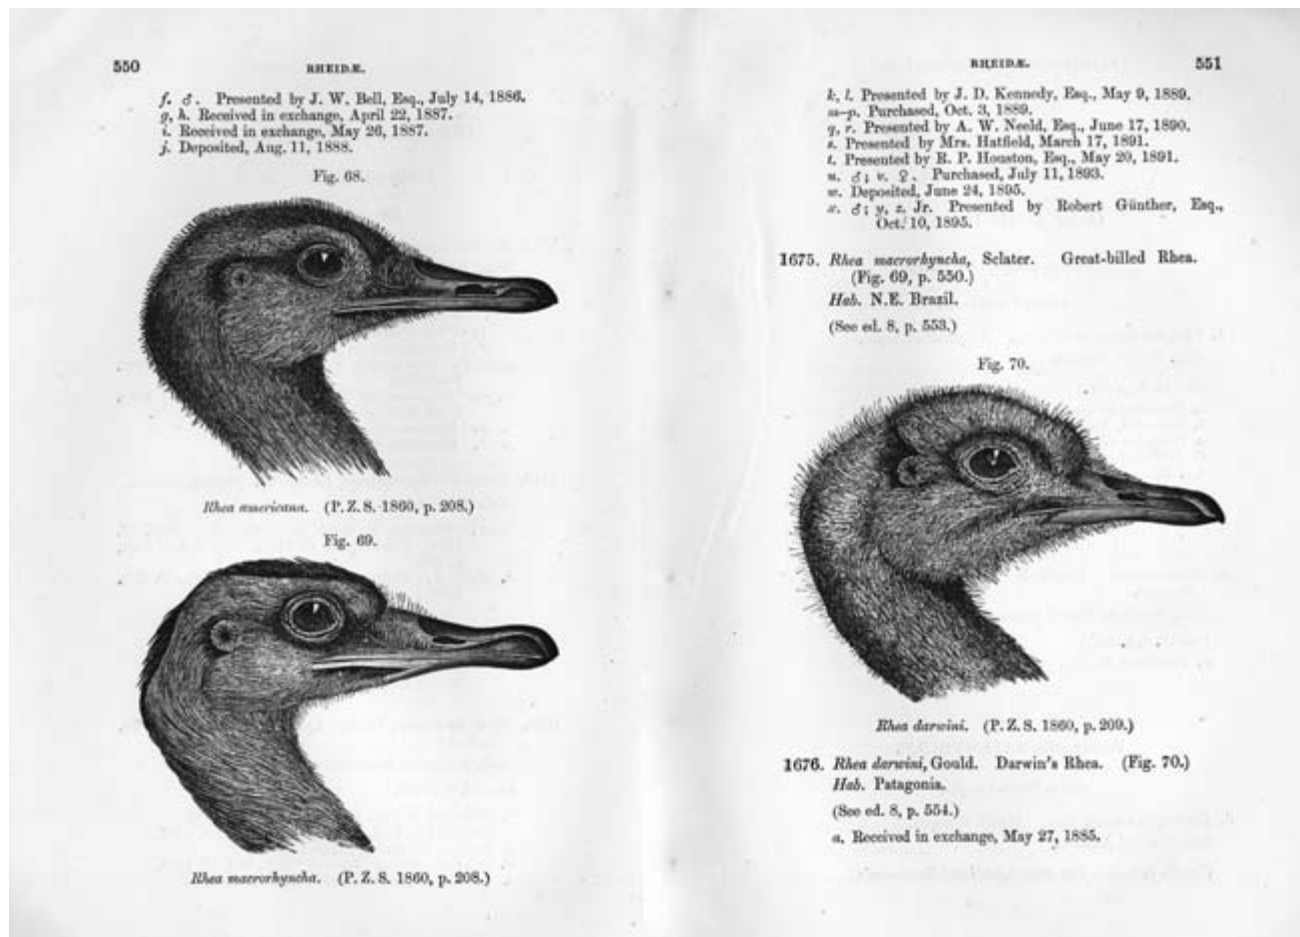 550
RHEIDÆ.
f. ♂. Presented by J. W. Bell, Esq., July 14, 1886.
g, h. Received in exchange, April 22, 1887.
i. Received in exchange, May 26, 1887.
j. Deposited, Aug. 11, 1888.
Fig. 68.
Rhea americana. (P. Z. S. 1860, p. 208.)
Fig. 69.
Rhea macrorhyncha. (P. Z. S. 1860, p. 208.)
RHEIDÆ.
551
k, l. Presented by J. D. Kennedy, Esq., May 9, 1889.
m–p. Purchased, Oct. 3, 1889.
q, r. Presented by A. W. Neeld, Esq., June 17, 1890.
s. Presented by Mrs. Hatfield, March 17, 1891.
t. Presented by R. P. Houston, Esq., May 20, 1891.
u. ♂; v. ♀. Purchased, July 11, 1893.
w. Deposited, June 24, 1895.
x. ♂; y, z. Jr. Presented by Robert Günther, Esq.,
Oct. 10, 1895.
1675. Rhea macrorhyncha, Sclater. Great-billed Rhea.
(Fig. 69, p. 550.)
Hab. N.E. Brazil.
(See ed. 8, p. 553.)
Fig. 70.
Rhea darwini. (P. Z. S. 1860, p. 209.)
1676. Rhea darwini, Gould. Darwin's Rhea. (Fig. 70.)
Hab. Patagonia.
(See ed. 8, p. 554.)
a. Received in exchange, May 27, 1885.